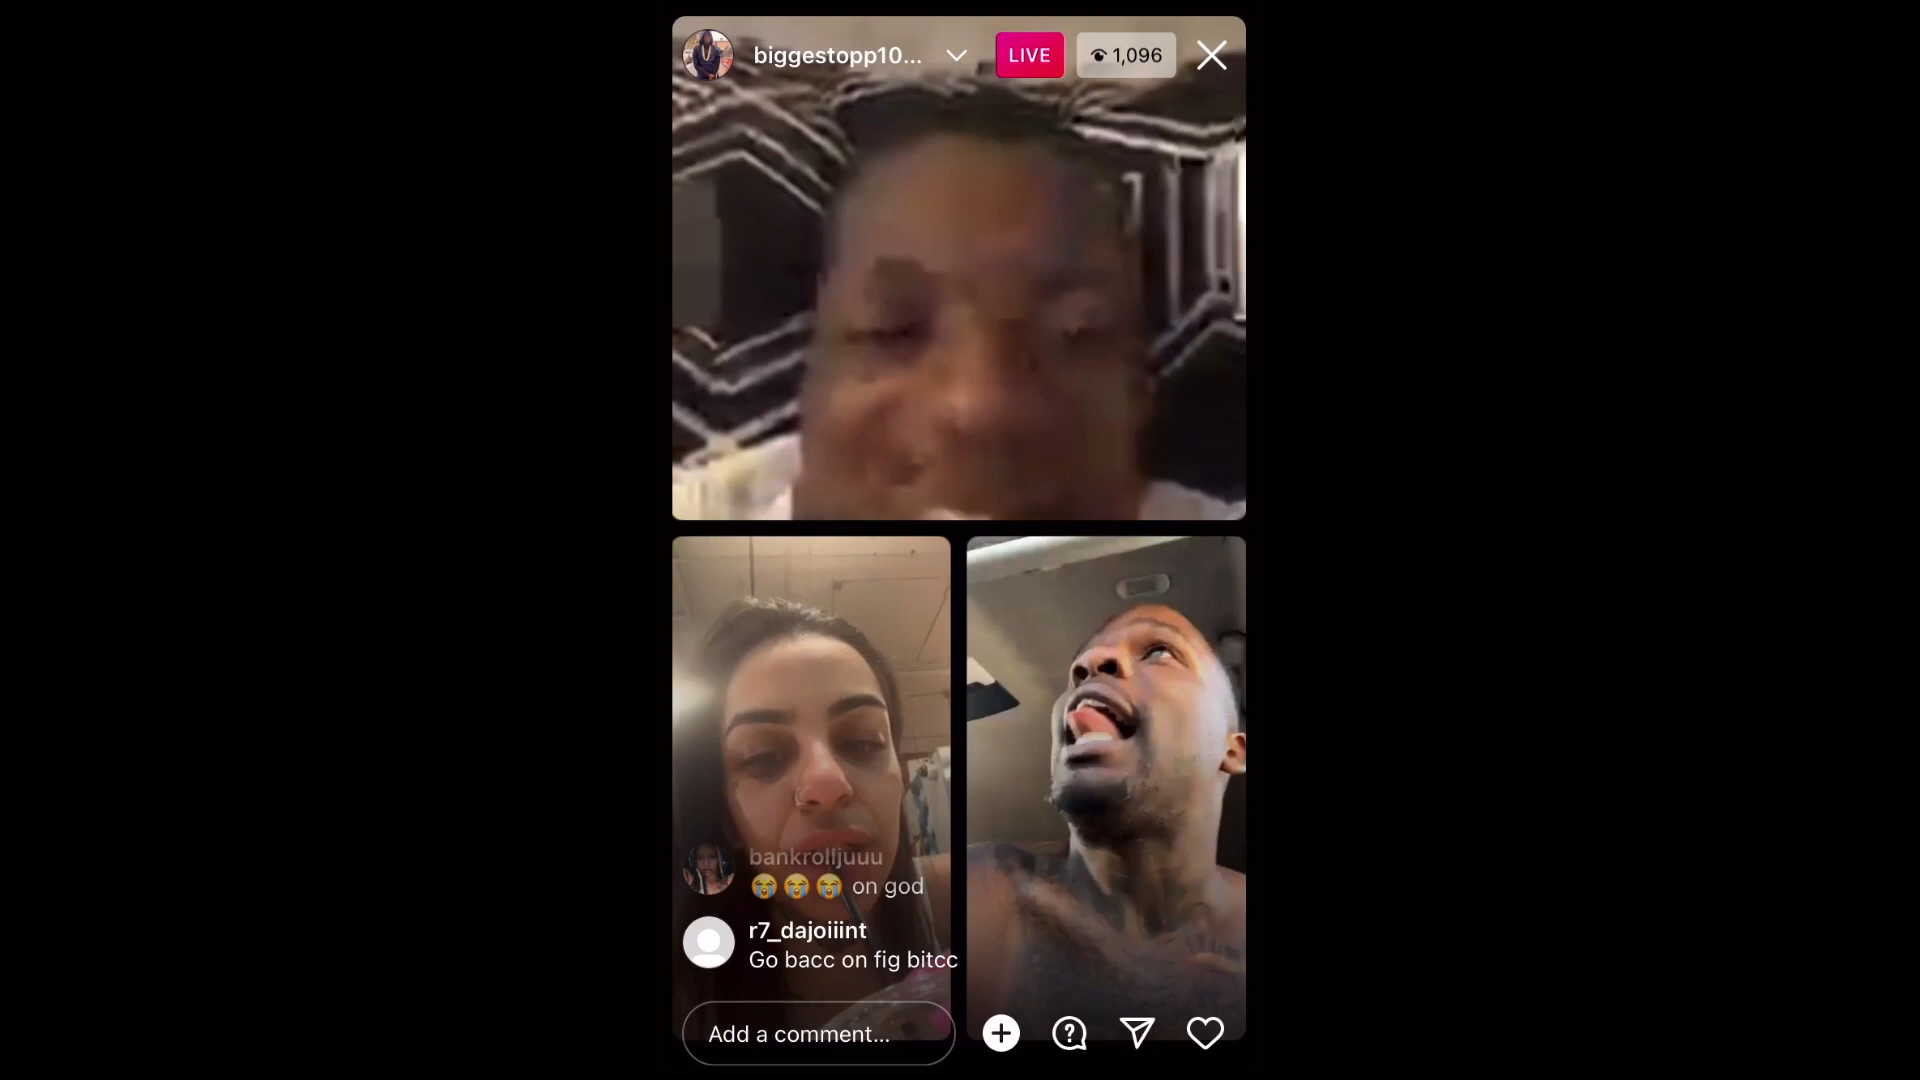 biggestopp10...
LIVE
1,096
bankrolljuuu
😭😭😭 on god
r7_dajoiiint
Go bacc on fig bitcc
Add a comment...